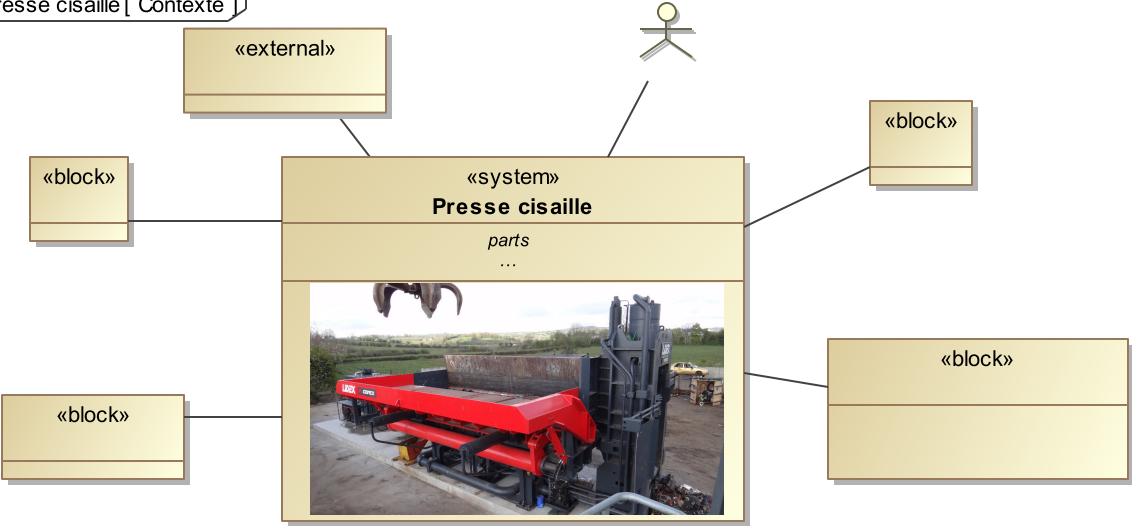 resse cisaille [ Contexte ]
«external»
«block»
«block»
«system»
Presse cisaille
parts
...
«block»
«block»